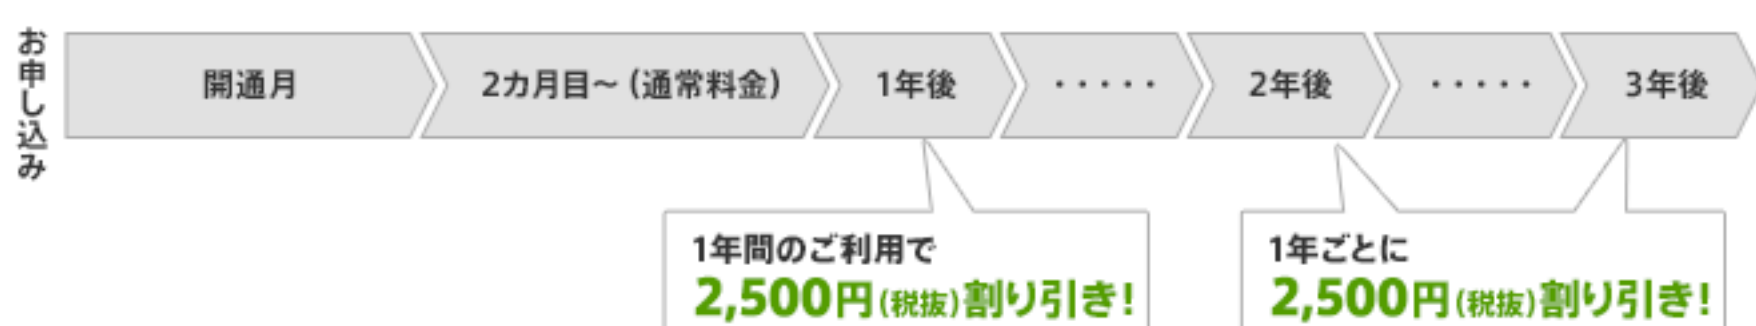 お申し込み
開通月
2カ月目～（通常料金）
1年後
・・・・・
2年後
・・・・・
3年後
1年間のご利用で
2,500円（税抜）割り引き!
1年ごとに
2,500円（税抜）割り引き!